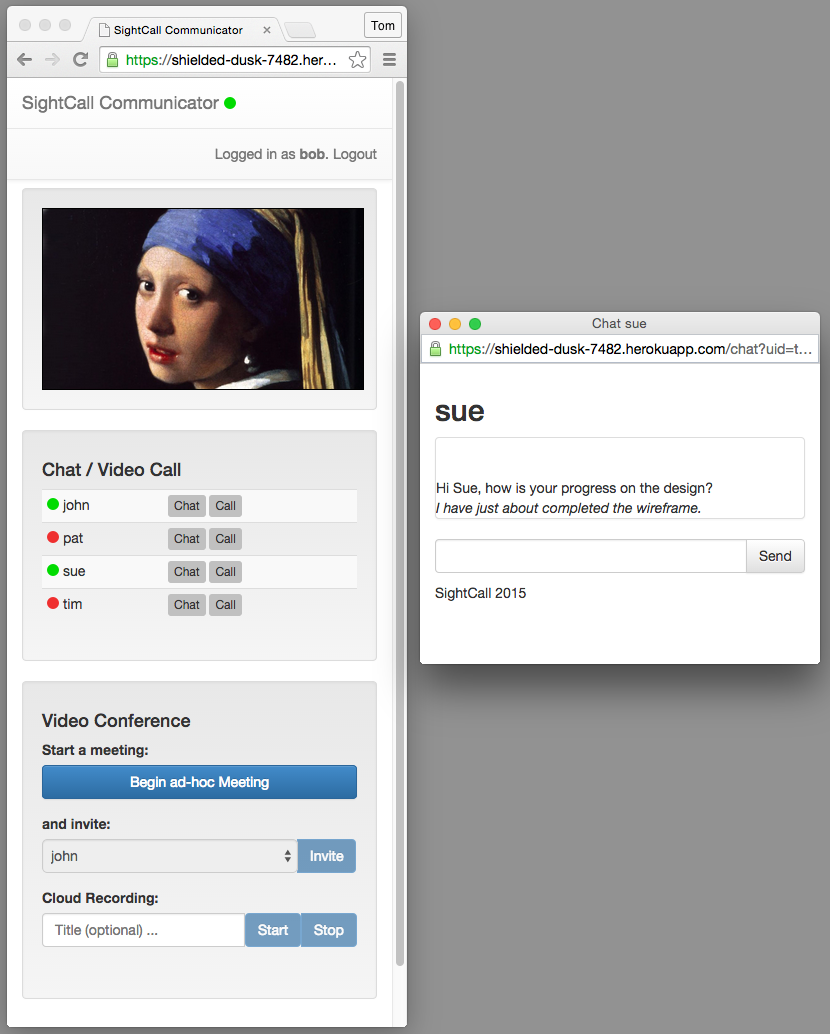 SightCall Communicator
Tom
https://shielded-dusk-7482.her...
SightCall Communicator
Logged in as bob. Logout
Chat / Video Call
john Chat Call
pat Chat Call
sue Chat Call
tim Chat Call
Video Conference
Start a meeting:
Begin ad-hoc Meeting
and invite:
john Invite
Cloud Recording:
Title (optional) ... Start Stop
Chat sue
https://shielded-dusk-7482.herokuapp.com/chat?uid=t...
sue
Hi Sue, how is your progress on the design?
I have just about completed the wireframe.
Send
SightCall 2015